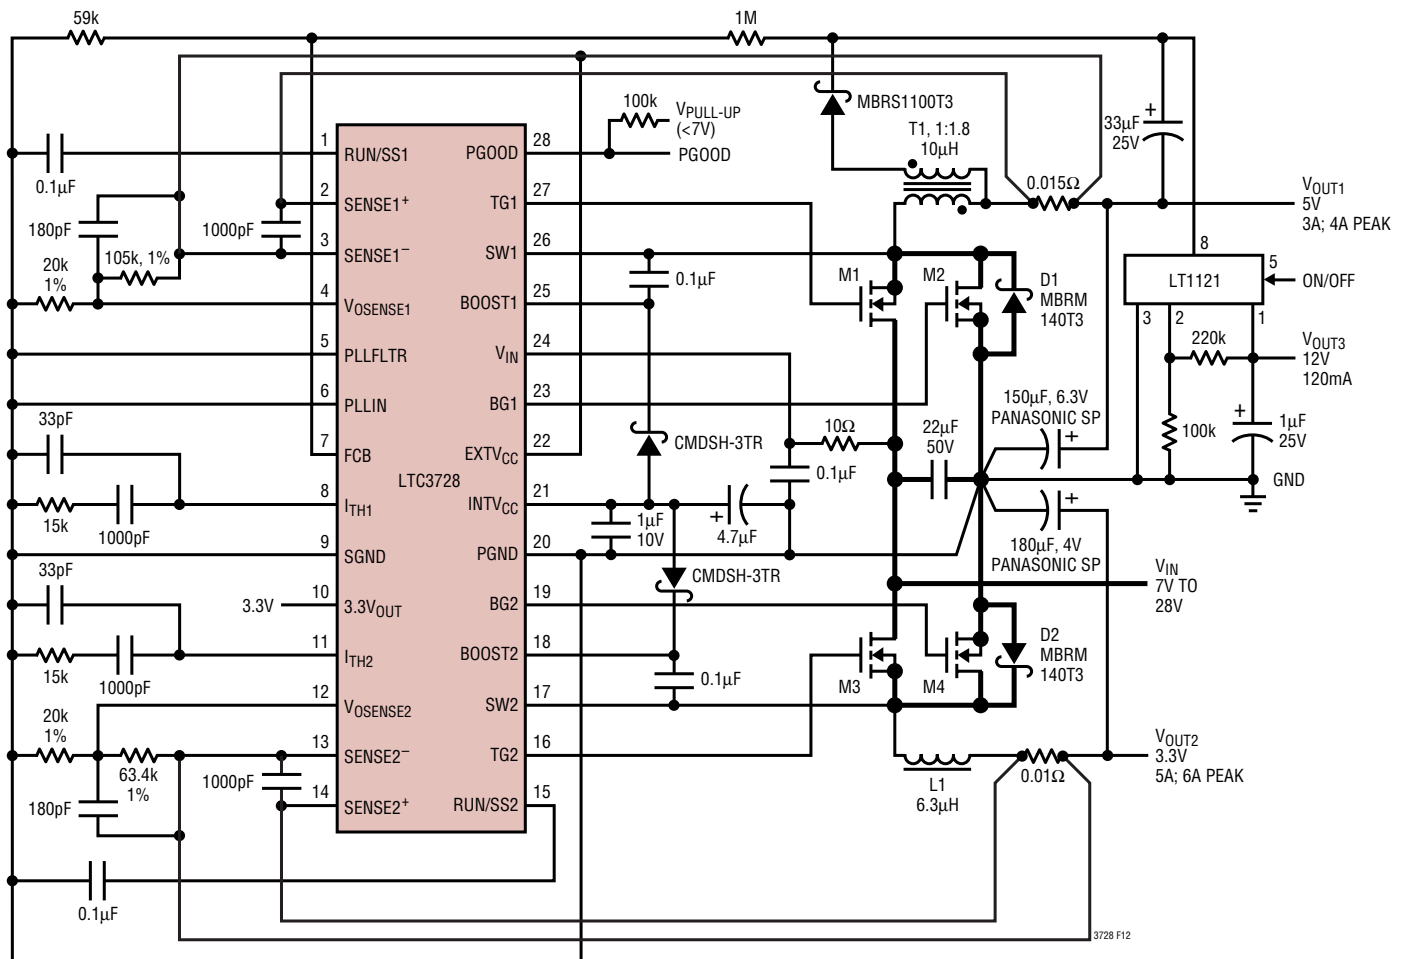 59k
1M
MBRS1100T3
33μF
25V
100k
VPULL-UP
(<7V)
PGOOD
T1, 1:1.8
10μH
0.015Ω
VOUT1
5V
3A; 4A PEAK
0.1μF
180pF
105k, 1%
20k
1%
1000pF
1
RUN/SS1
2
SENSE1+
3
SENSE1–
4
VOSENSE1
5
PLLFLTR
6
PLLIN
7
FCB
8
ITH1
9
SGND
10
3.3VOUT
11
ITH2
12
VOSENSE2
13
SENSE2–
14
SENSE2+
LTC3728
PGOOD
28
TG1
27
SW1
26
BOOST1
25
VIN
24
BG1
23
EXTVCC
22
INTVCC
21
PGND
20
BG2
19
BOOST2
18
SW2
17
TG2
16
RUN/SS2
15
33pF
15k
1000pF
33pF
3.3V
15k
1000pF
20k
1%
63.4k
1%
180pF
1000pF
0.1μF
0.1μF
CMDSH-3TR
10Ω
0.1μF
1μF
10V
4.7μF
CMDSH-3TR
0.1μF
M1
M2
D1
MBRM
140T3
22μF
50V
150μF, 6.3V
PANASONIC SP
180μF, 4V
PANASONIC SP
8
LT1121
5
ON/OFF
3
2
1
220k
100k
VOUT3
12V
120mA
1μF
25V
GND
VIN
7V TO
28V
M3
M4
D2
MBRM
140T3
L1
6.3μH
0.01Ω
VOUT2
3.3V
5A; 6A PEAK
3728 F12